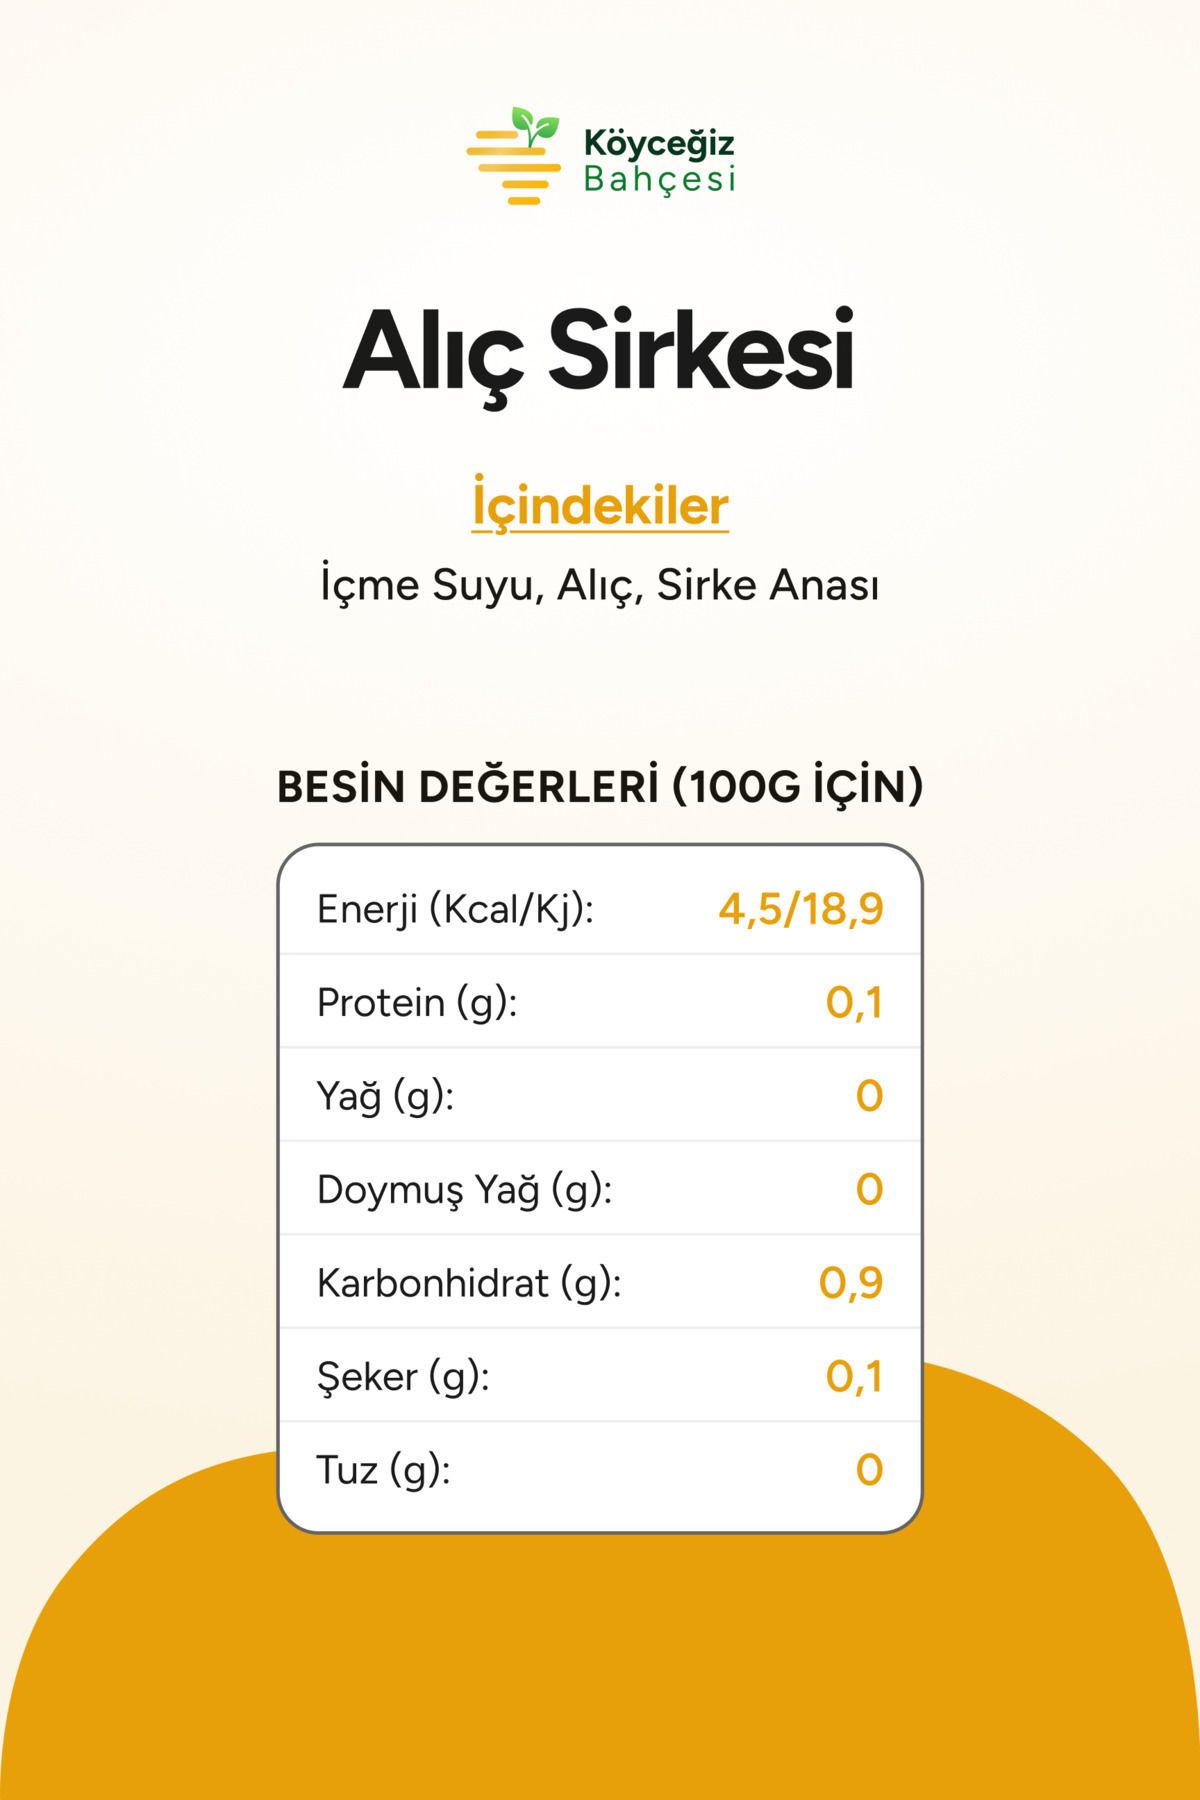 Köyceğiz
Bahçesi
Alıç Sirkesi
İçindekiler
İçme Suyu, Alıç, Sirke Anası
BESİN DEĞERLERİ (100G İÇİN)
Enerji (Kcal/Kj): 4,5/18,9
Protein (g): 0,1
Yağ (g): 0
Doymuş Yağ (g): 0
Karbonhidrat (g): 0,9
Şeker (g): 0,1
Tuz (g): 0